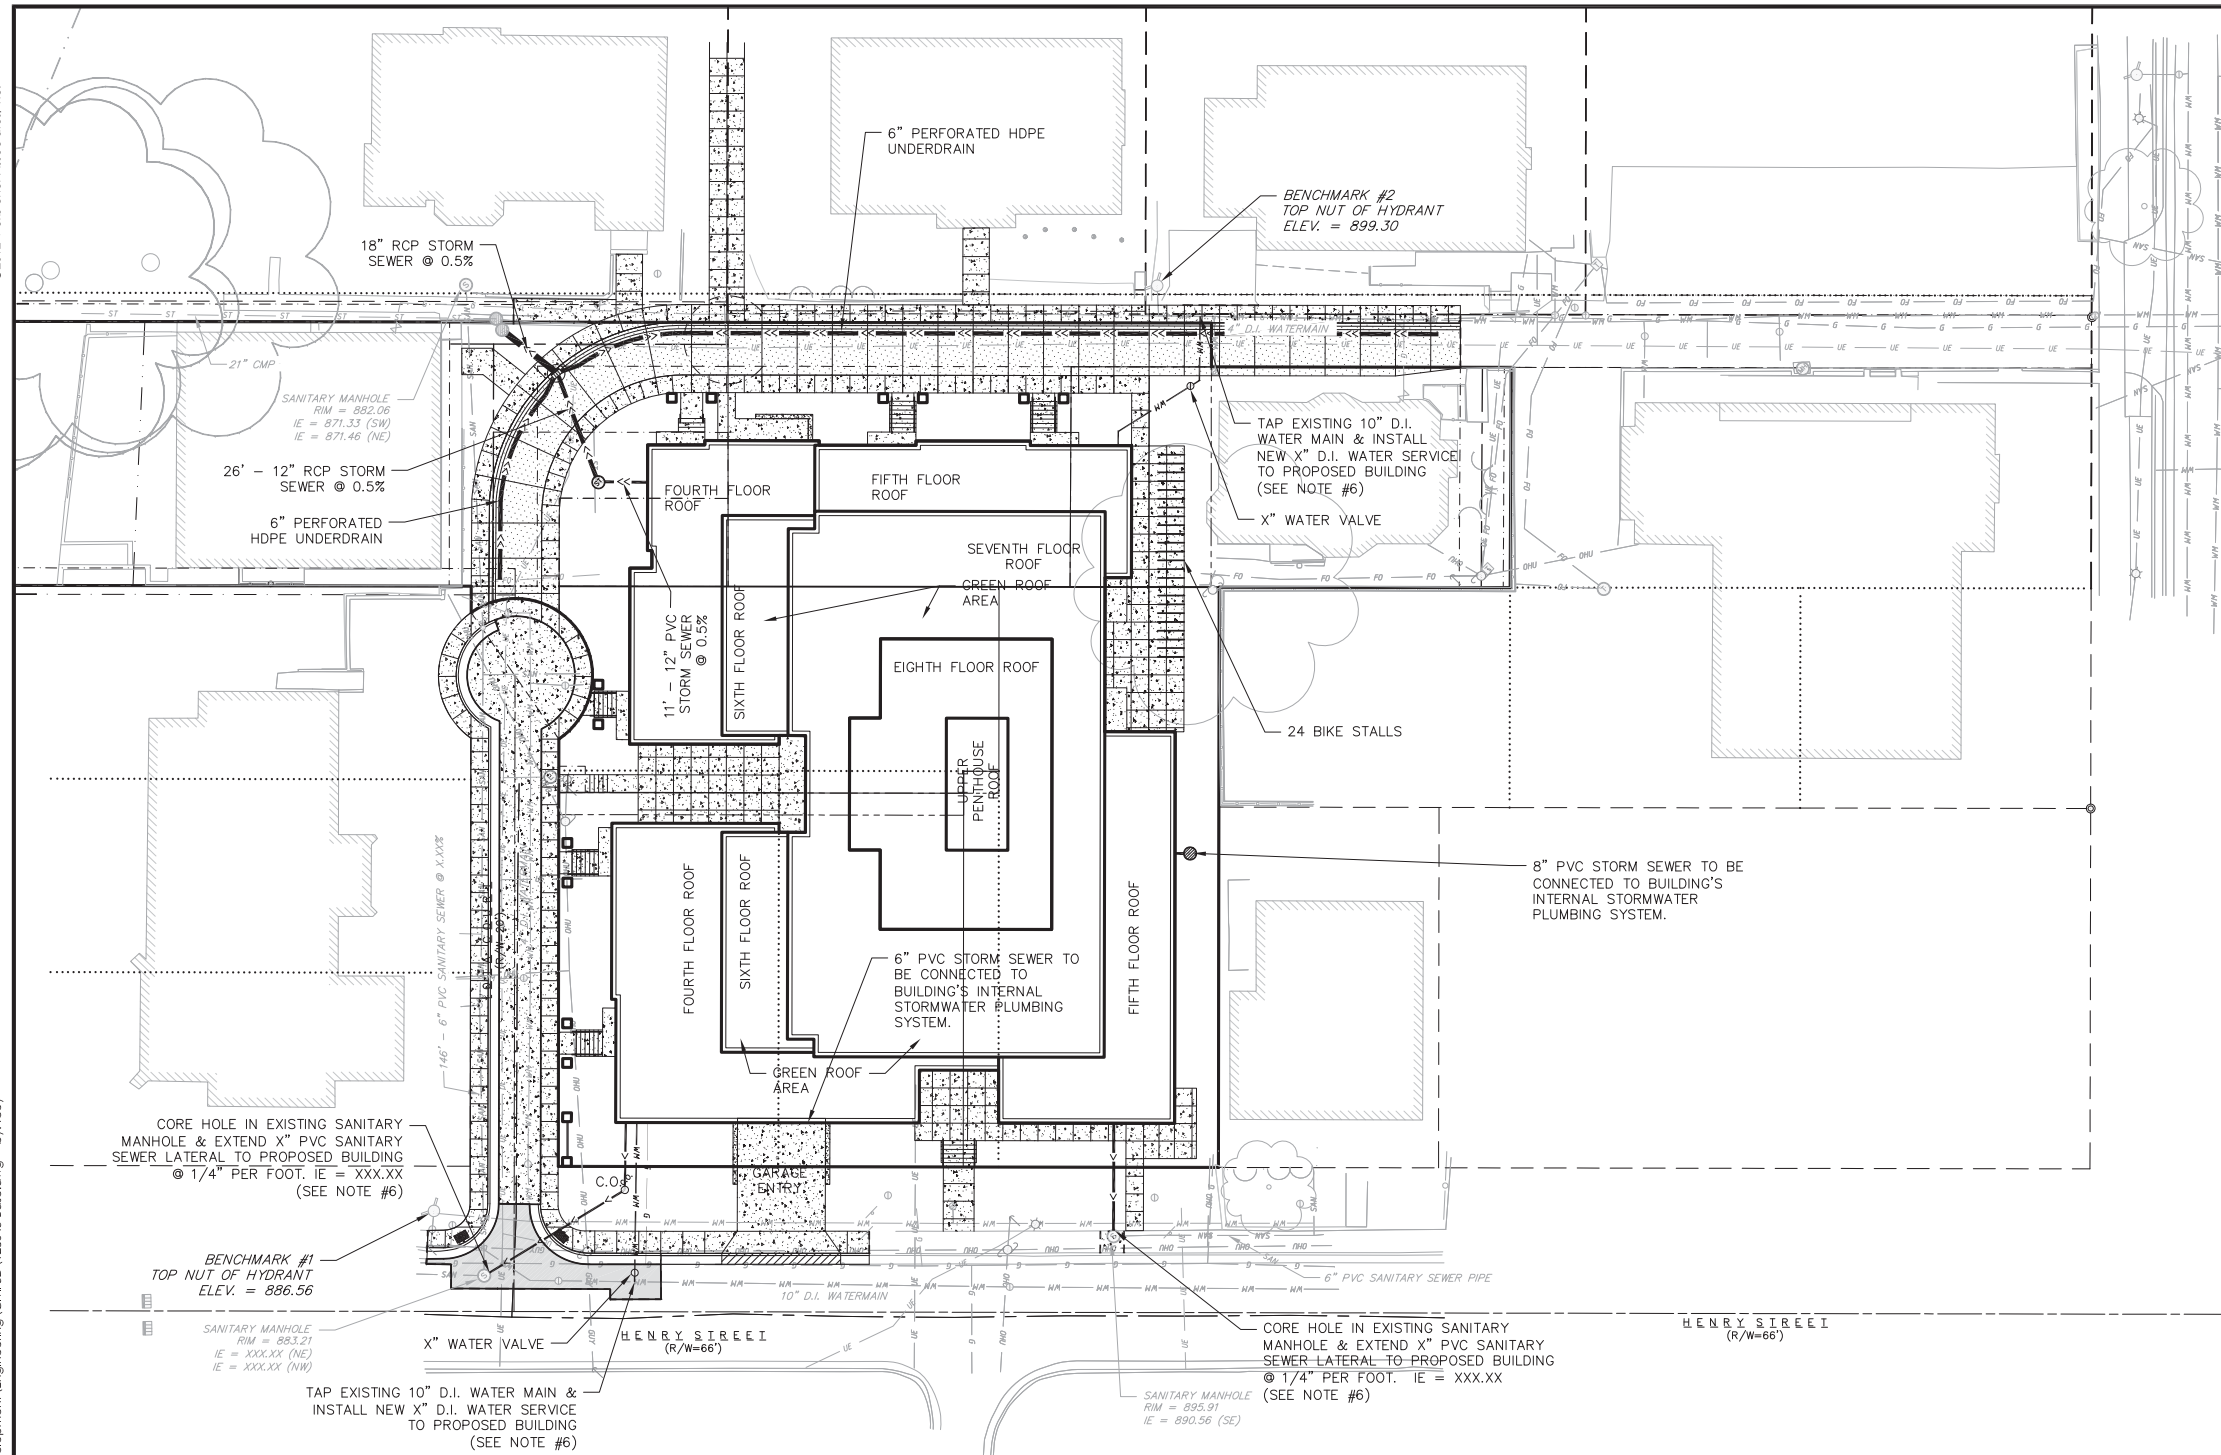 6" PERFORATED HDPE
UNDERDRAIN
BENCHMARK #2
TOP NUT OF HYDRANT
ELEV. = 899.30
18" RCP STORM
SEWER @ 0.5%
4" D.I. WATERMAIN
21" CMP
SANITARY MANHOLE
RIM = 882.06
IE = 871.33 (SW)
IE = 871.46 (NE)
TAP EXISTING 10" D.I.
WATER MAIN & INSTALL
NEW X" D.I. WATER SERVICE
TO PROPOSED BUILDING
(SEE NOTE #6)
26' - 12" RCP STORM
SEWER @ 0.5%
6" PERFORATED
HDPE UNDERDRAIN
X" WATER VALVE
FOURTH FLOOR
ROOF
FIFTH FLOOR
ROOF
SEVENTH FLOOR
ROOF
GREEN ROOF
AREA
11' - 12" PVC
STORM SEWER
@ 0.5%
SIXTH FLOOR ROOF
EIGHTH FLOOR ROOF
UPPER
PENTHOUSE
ROOF
24 BIKE STALLS
8" PVC STORM SEWER TO BE
CONNECTED TO BUILDING'S
INTERNAL STORMWATER
PLUMBING SYSTEM.
146' - 6" PVC SANITARY SEWER @ X.XX%
(R/W=20')
FOURTH FLOOR ROOF
SIXTH FLOOR ROOF
FIFTH FLOOR ROOF
6" PVC STORM SEWER TO
BE CONNECTED TO
BUILDING'S INTERNAL
STORMWATER PLUMBING
SYSTEM.
GREEN ROOF
AREA
CORE HOLE IN EXISTING SANITARY
MANHOLE & EXTEND X" PVC SANITARY
SEWER LATERAL TO PROPOSED BUILDING
@ 1/4" PER FOOT. IE = XXX.XX
(SEE NOTE #6)
C.O.
GARAGE
ENTRY
BENCHMARK #1
TOP NUT OF HYDRANT
ELEV. = 886.56
6" PVC SANITARY SEWER PIPE
10" D.I. WATERMAIN
SANITARY MANHOLE
RIM = 883.21
IE = XXX.XX (NE)
IE = XXX.XX (NW)
X" WATER VALVE
HENRY STREET
(R/W=66')
HENRY STREET
(R/W=66')
CORE HOLE IN EXISTING SANITARY
MANHOLE & EXTEND X" PVC SANITARY
SEWER LATERAL TO PROPOSED BUILDING
@ 1/4" PER FOOT. IE = XXX.XX
(SEE NOTE #6)
TAP EXISTING 10" D.I. WATER MAIN &
INSTALL NEW X" D.I. WATER SERVICE
TO PROPOSED BUILDING
(SEE NOTE #6)
SANITARY MANHOLE
RIM = 895.91
IE = 890.56 (SE)